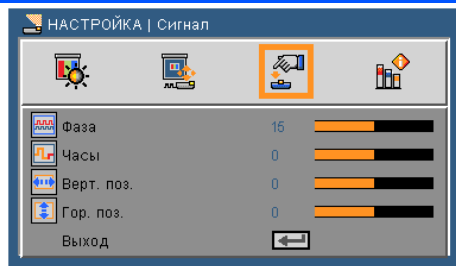 НАСТРОЙКА | Сигнал
Фаза 15
Часы 0
Верт. поз. 0
Гор. поз. 0
Выход